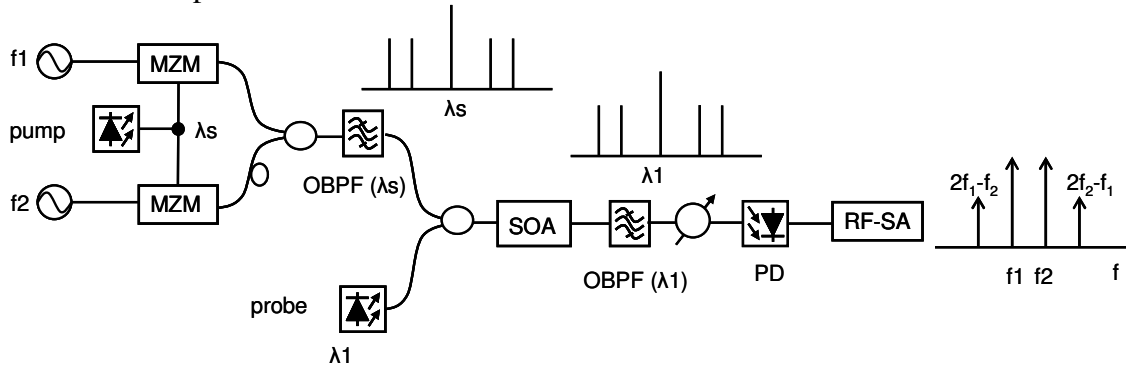 f1
MZM
pump
λs
f2
MZM
OBPF (λs)
λs
λ1
SOA
OBPF (λ1)
PD
RF-SA
probe
λ1
2f₁-f₂
2f₂-f₁
f1 f2
f